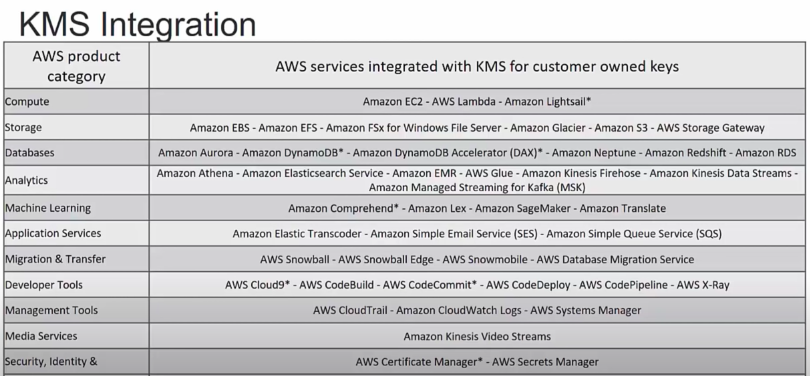 KMS Integration
AWS product
category
AWS services integrated with KMS for customer owned keys
Compute
Amazon EC2 - AWS Lambda - Amazon Lightsail*
Storage
Amazon EBS - Amazon EFS - Amazon FSx for Windows File Server - Amazon Glacier - Amazon S3 - AWS Storage Gateway
Databases
Amazon Aurora - Amazon DynamoDB* - Amazon DynamoDB Accelerator (DAX)* - Amazon Neptune - Amazon Redshift - Amazon RDS
Analytics
Amazon Athena - Amazon Elasticsearch Service - Amazon EMR - AWS Glue - Amazon Kinesis Firehose - Amazon Kinesis Data Streams -
Amazon Managed Streaming for Kafka (MSK)
Machine Learning
Amazon Comprehend* - Amazon Lex - Amazon SageMaker - Amazon Translate
Application Services
Amazon Elastic Transcoder - Amazon Simple Email Service (SES) - Amazon Simple Queue Service (SQS)
Migration & Transfer
AWS Snowball - AWS Snowball Edge - AWS Snowmobile - AWS Database Migration Service
Developer Tools
AWS Cloud9* - AWS CodeBuild - AWS CodeCommit* - AWS CodeDeploy - AWS CodePipeline - AWS X-Ray
Management Tools
AWS CloudTrail - Amazon CloudWatch Logs - AWS Systems Manager
Media Services
Amazon Kinesis Video Streams
Security, Identity &
AWS Certificate Manager* - AWS Secrets Manager